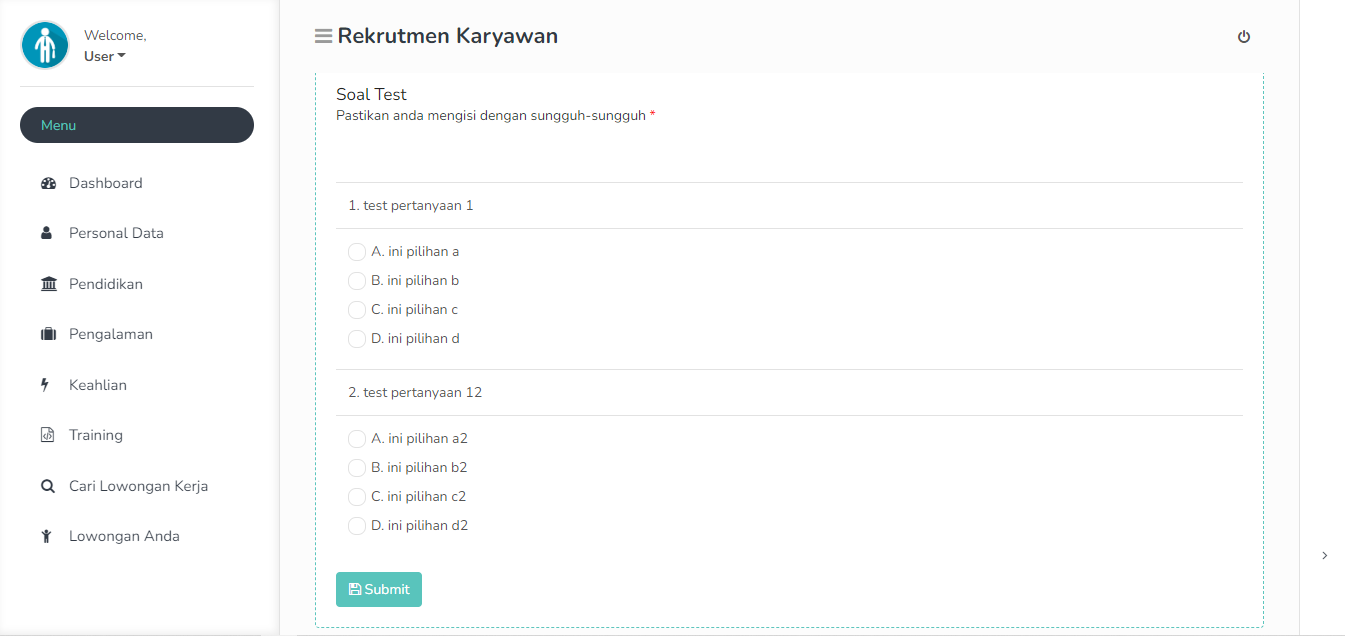 Welcome,
User
Menu
Dashboard
Personal Data
Pendidikan
Pengalaman
Keahlian
Training
Cari Lowongan Kerja
Lowongan Anda
Rekrutmen Karyawan
Soal Test
Pastikan anda mengisi dengan sungguh-sungguh *
1. test pertanyaan 1
A. ini pilihan a
B. ini pilihan b
C. ini pilihan c
D. ini pilihan d
2. test pertanyaan 12
A. ini pilihan a2
B. ini pilihan b2
C. ini pilihan c2
D. ini pilihan d2
Submit